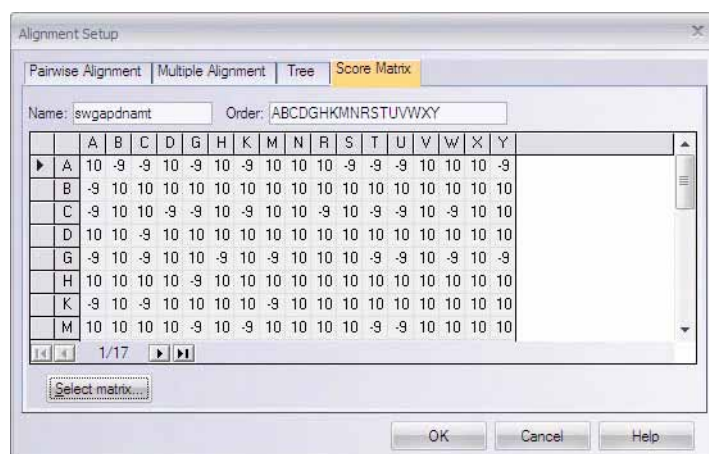 Alignment Setup
Pairwise Alignment Multiple Alignment Tree Score Matrix
Name: swgapdnamt Order: ABCDGHKMNRSTUVWXY
A B C D G H K M N R S T U V W X Y
A 10 -9 -9 10 -9 10 -9 10 10 10 -9 -9 -9 10 10 10 -9
B -9 10 10 10 10 10 10 10 10 10 10 10 10 10 10 10 10
C -9 10 10 -9 -9 10 -9 10 10 -9 10 -9 -9 10 -9 10 10
D 10 10 -9 10 10 10 10 10 10 10 10 10 10 10 10 10 10
G -9 10 -9 10 10 -9 10 -9 10 10 10 -9 -9 10 -9 10 -9
H 10 10 10 10 -9 10 10 10 10 10 10 10 10 10 10 10 10
K -9 10 -9 10 10 10 10 -9 10 10 10 10 10 10 10 10 10
M 10 10 10 10 -9 10 -9 10 10 10 10 -9 -9 10 10 10 10
1/17
Select matrix...
OK Cancel Help